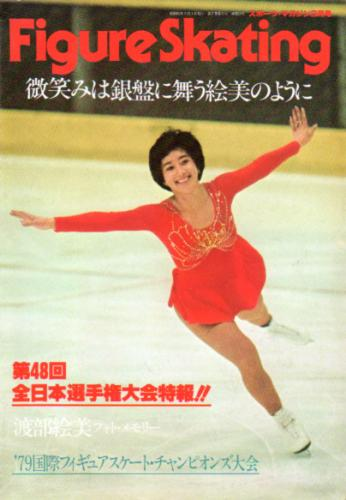 スポーツ・マガジン3月号
Figure Skating
微笑みは銀盤に舞う絵美のように
第48回
全日本選手権大会特報!!
渡部絵美フォト・メモリー
'79国際フィギュアスケート・チャンピオンズ大会